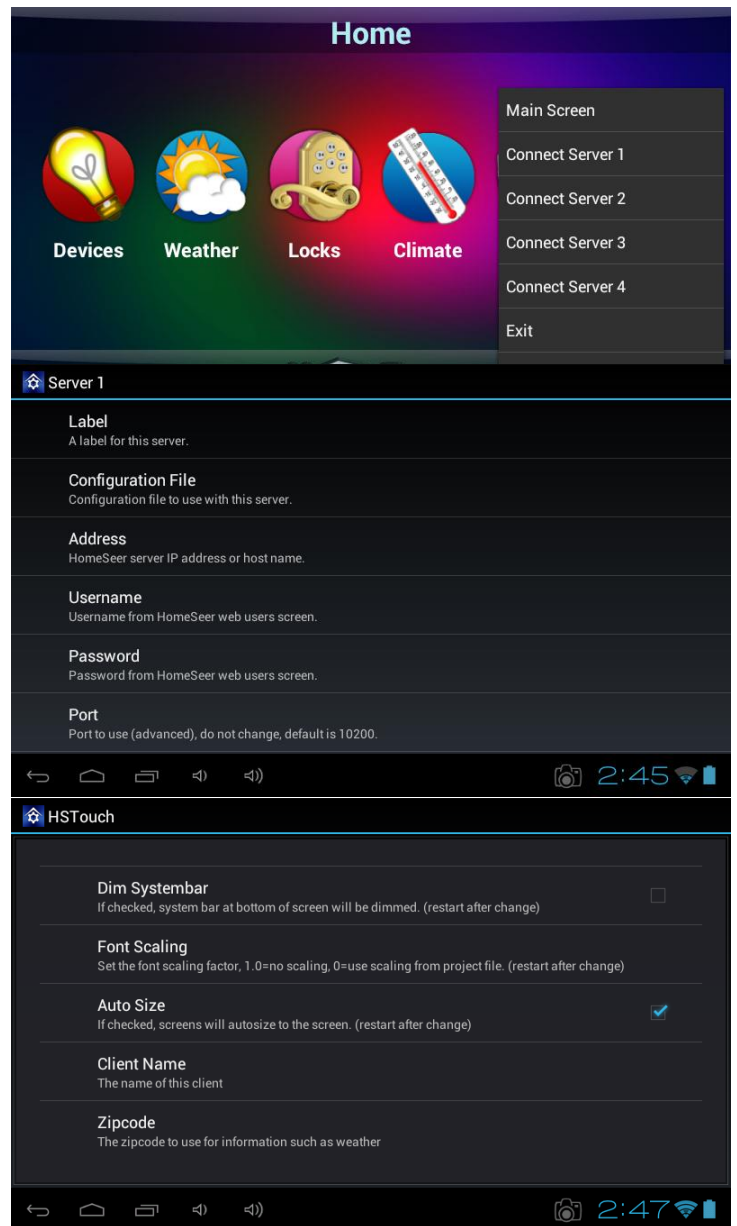 Home
Main Screen
Connect Server 1
Connect Server 2
Connect Server 3
Connect Server 4
Exit
Devices
Weather
Locks
Climate
Server 1
Label
A label for this server.
Configuration File
Configuration file to use with this server.
Address
HomeSeer server IP address or host name.
Username
Username from HomeSeer web users screen.
Password
Password from HomeSeer web users screen.
Port
Port to use (advanced), do not change, default is 10200.
2:45
HSTouch
Dim Systembar
If checked, system bar at bottom of screen will be dimmed. (restart after change)
Font Scaling
Set the font scaling factor, 1.0=no scaling, 0=use scaling from project file. (restart after change)
Auto Size
If checked, screens will autosize to the screen. (restart after change)
Client Name
The name of this client
Zipcode
The zipcode to use for information such as weather
2:47